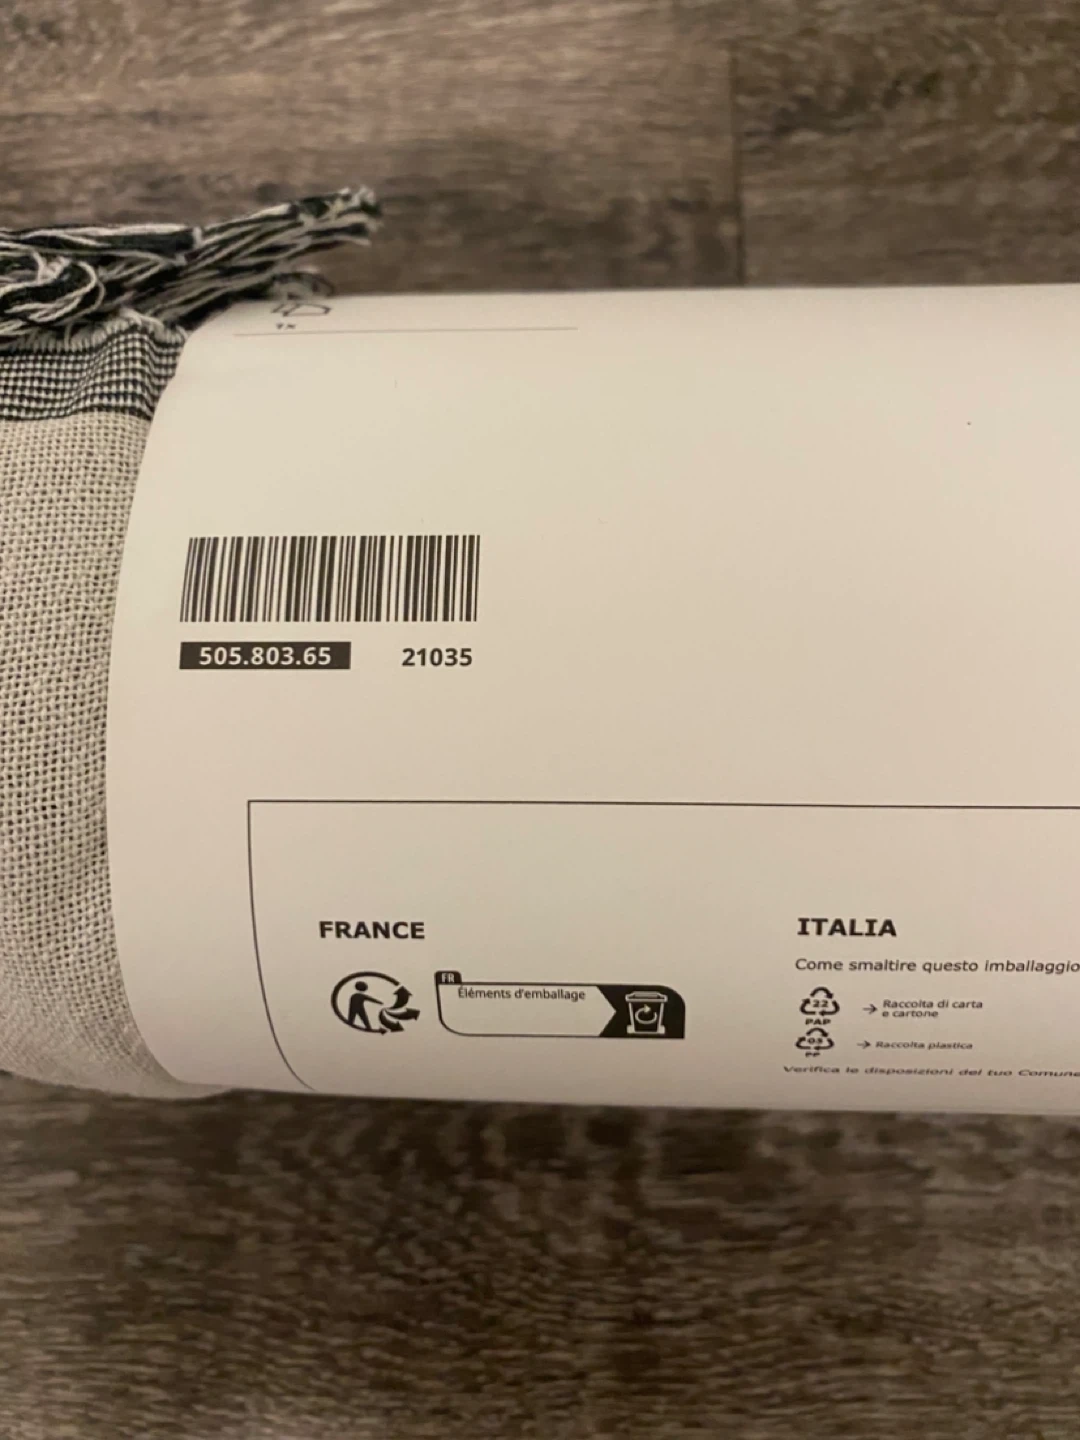 1x
505.803.65 21035
FRANCE
FR
Éléments d'emballage
ITALIA
Come smaltire questo imballaggio
22
PAP
→ Raccolta di carta
e cartone
05
PP
→ Raccolta plastica
Verifica le disposizioni del tuo Comune